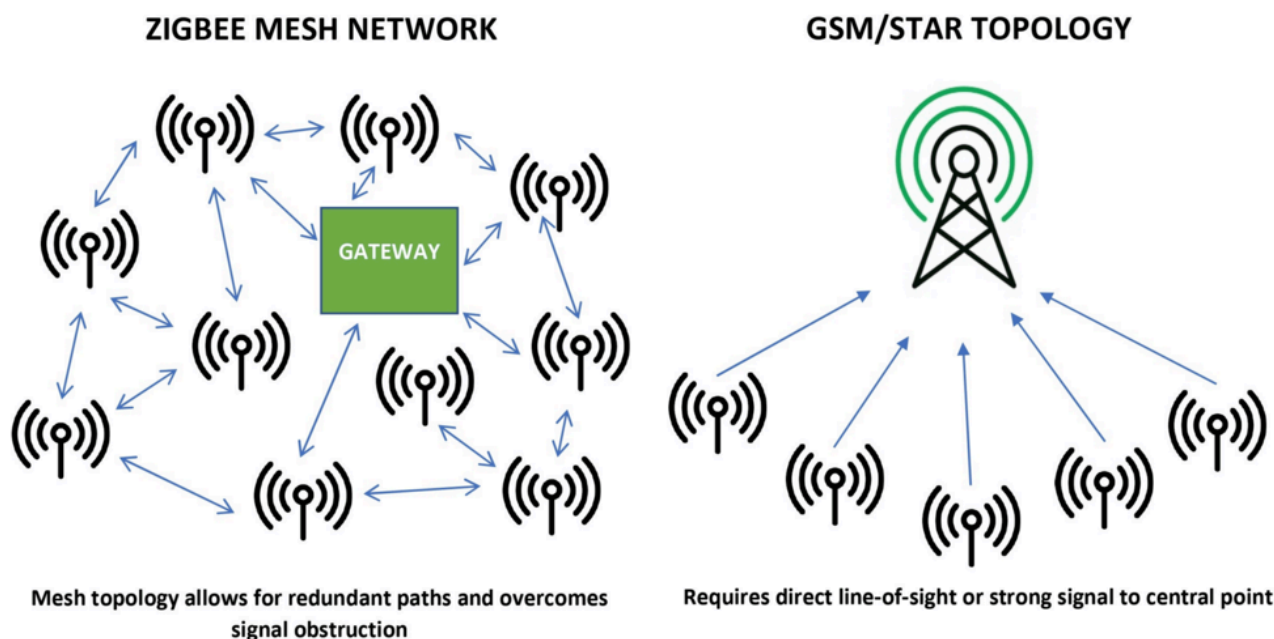 ZIGBEE MESH NETWORK
GSM/STAR TOPOLOGY
GATEWAY
Mesh topology allows for redundant paths and overcomes
signal obstruction
Requires direct line-of-sight or strong signal to central point